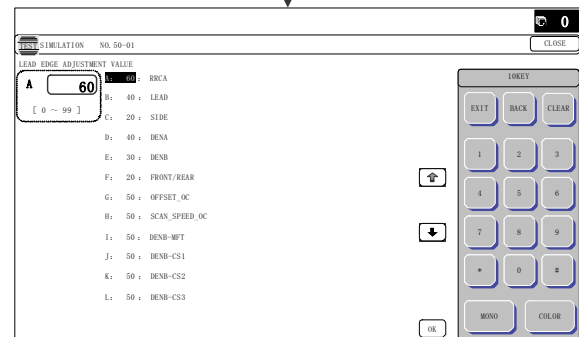 0
TEST SIMULATION NO. 50-01
CLOSE
LEAD EDGE ADJUSTMENT VALUE
A 60
[ 0 ~ 99 ]
A: 60 : RRCA
B: 40 : LEAD
C: 20 : SIDE
D: 40 : DENA
E: 30 : DENB
F: 20 : FRONT/REAR
G: 50 : OFFSET_OC
H: 50 : SCAN_SPEED_OC
I: 50 : DENB-MFT
J: 50 : DENB-CS1
K: 50 : DENB-CS2
L: 50 : DENB-CS3
OK
10KEY
EXIT BACK CLEAR
1 2 3
4 5 6
7 8 9
* 0 #
MONO COLOR